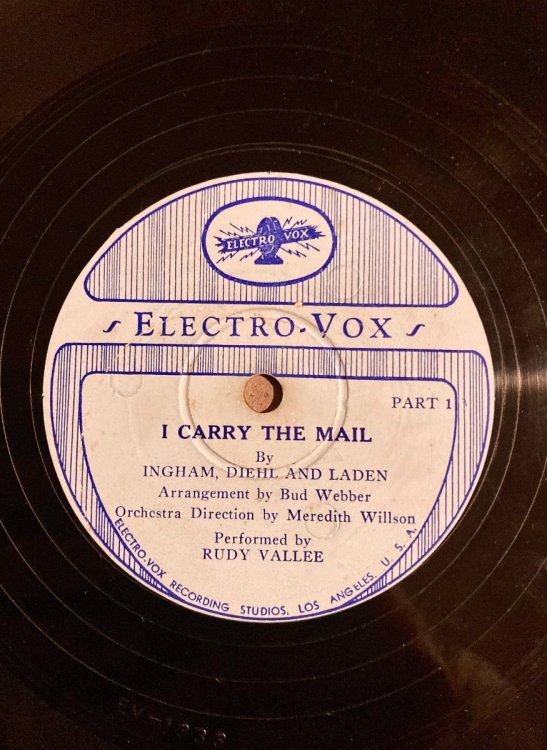 ELECTRO VOX
ELECTRO-VOX
PART 1
I CARRY THE MAIL
By
INGHAM, DIEHL AND LADEN
Arrangement by Bud Webber
Orchestra Direction by Meredith Willson
Performed by
RUDY VALLEE
ELECTRO-VOX RECORDING STUDIOS, LOS ANGELES, U. S. A.